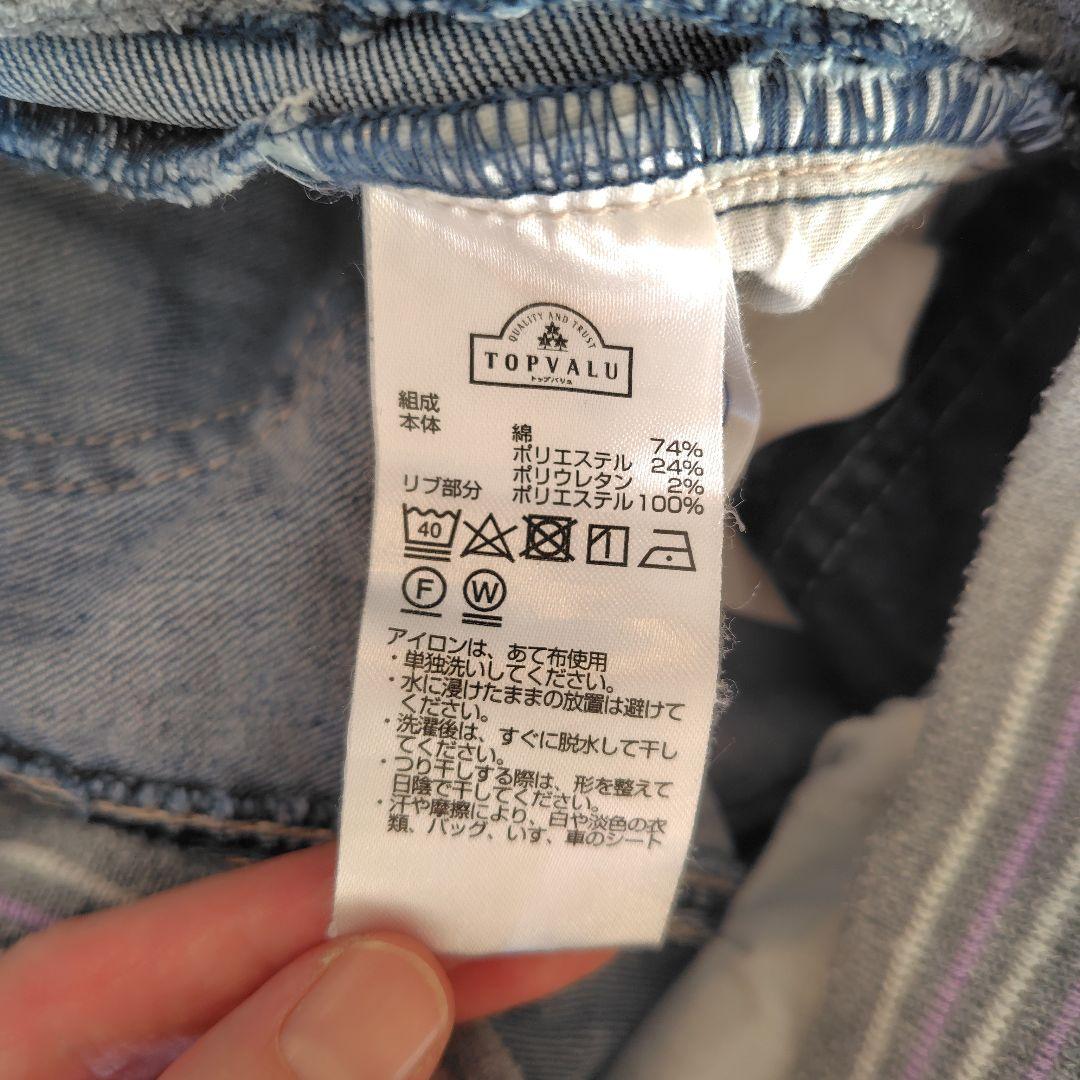 QUALITY AND TRUST
TOPVALU
トップバリュ
組成
本体 綿 74%
ポリエステル 24%
ポリウレタン 2%
リブ部分 ポリエステル100%
40
F W
アイロンは、あて布使用
・単独洗いしてください。
・水に浸けたままの放置は避けて
ください。
・洗濯後は、すぐに脱水して干し
てください。
・つり干しする際は、形を整えて
日陰で干してください。
・汗や摩擦により、白や淡色の衣
類、バッグ、いす、車のシート